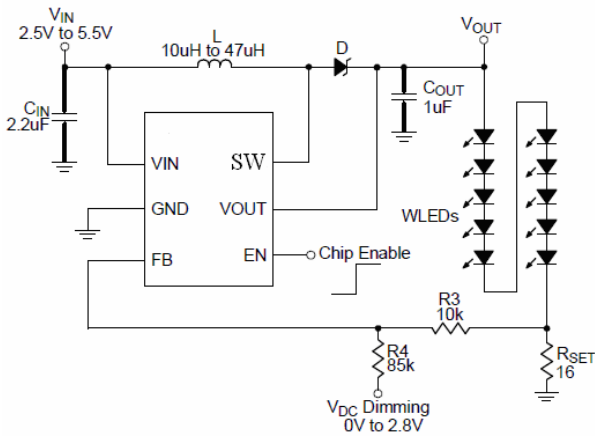 VIN
2.5V to 5.5V
L
10uH to 47uH
D
VOUT
CIN
2.2uF
COUT
1uF
VIN
SW
GND
VOUT
WLEDs
FB
EN
Chip Enable
R3
10k
R4
85k
RSET
16
VDC Dimming
0V to 2.8V